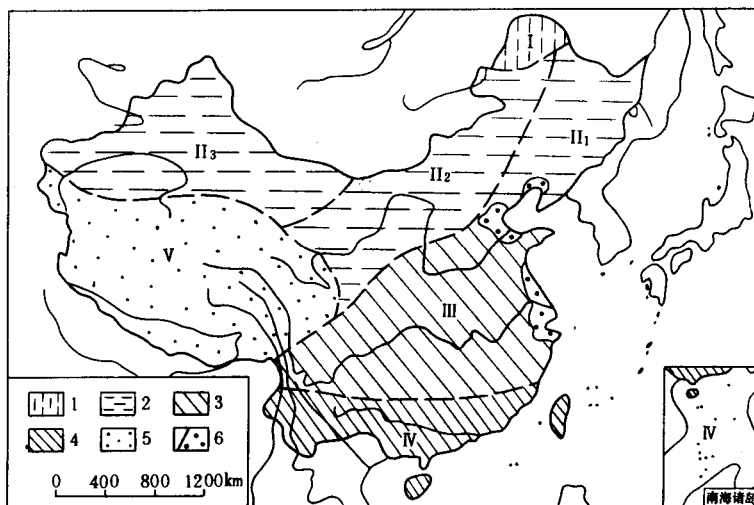 I
II₁
II₃
II₂
V
III
IV
1 2 3
4 5 6
0 400 800 1200km
IV
南海诸岛